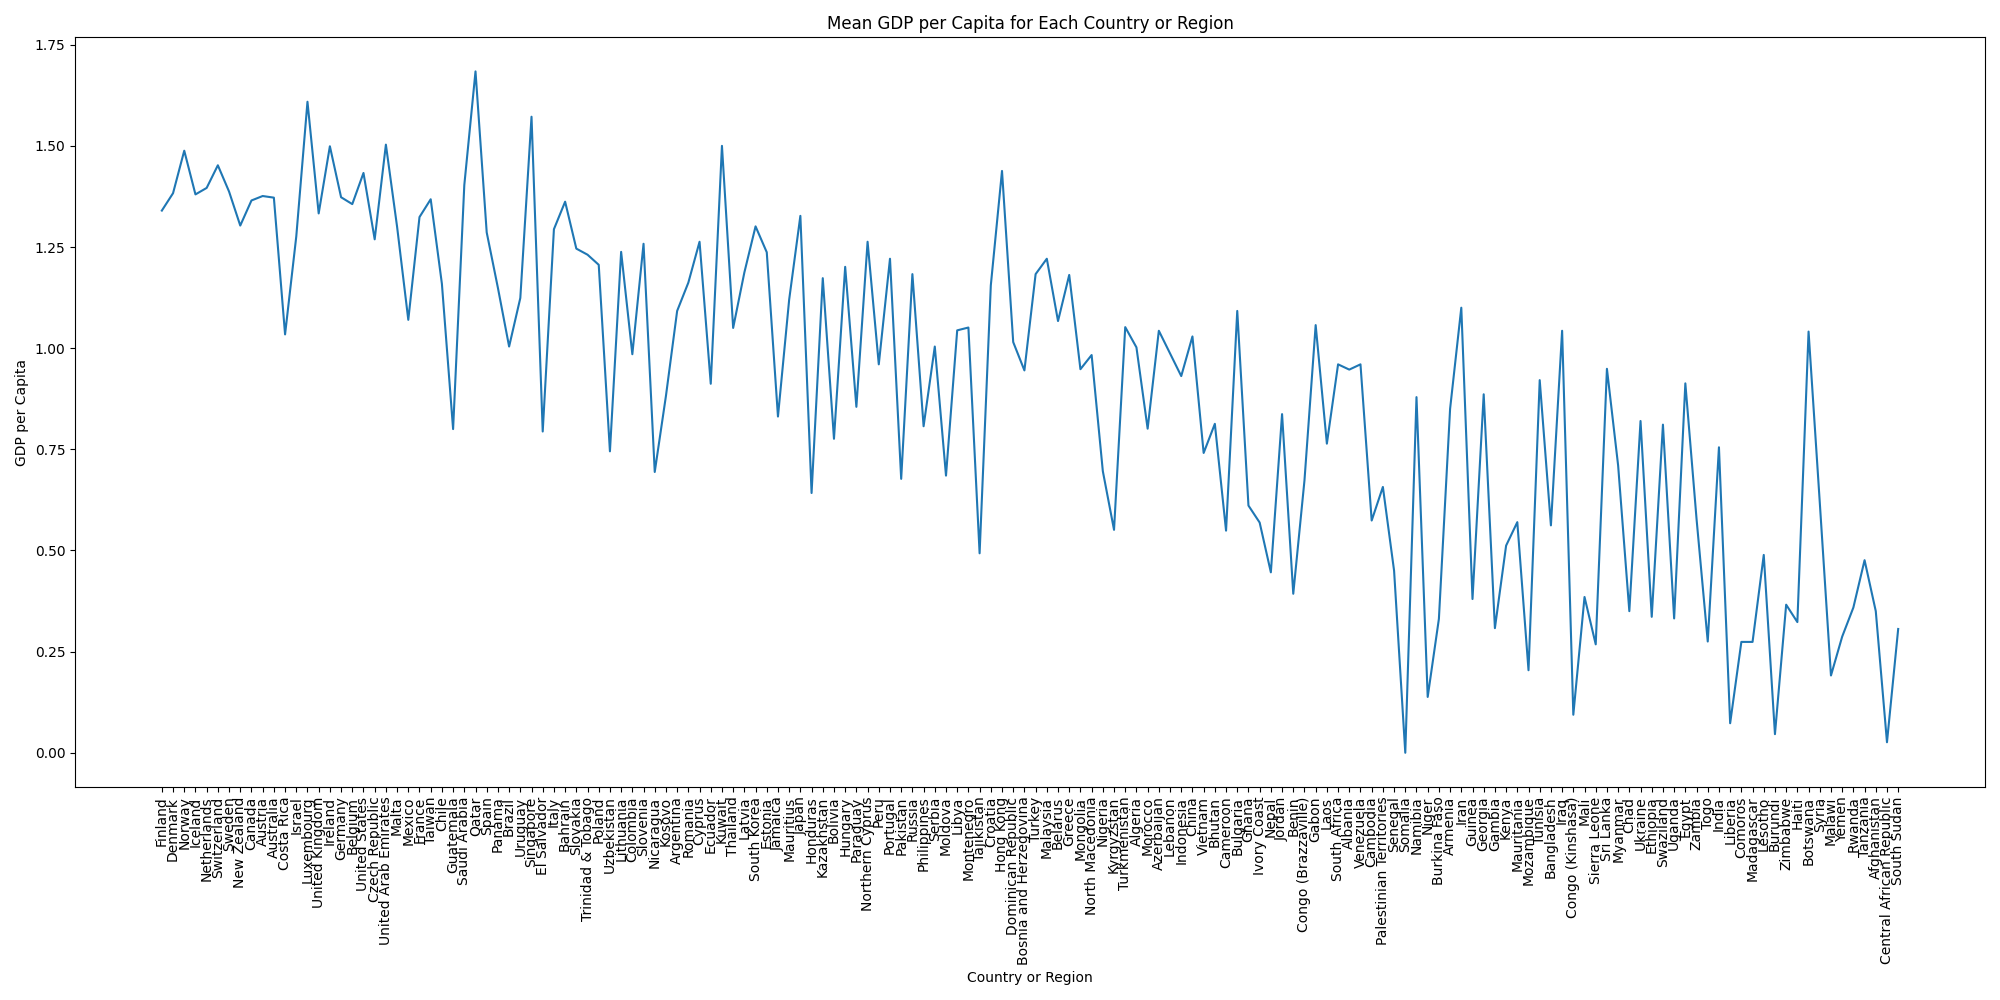 Mean GDP per Capita for Each Country or Region
GDP per Capita
1.75
1.50
1.25
1.00
0.75
0.50
0.25
0.00
Finland
Denmark
Norway
Iceland
Netherlands
Switzerland
Sweden
New Zealand
Canada
Austria
Australia
Costa Rica
Israel
Luxembourg
United Kingdom
Ireland
Germany
Belgium
United States
Czech Republic
United Arab Emirates
Malta
Mexico
France
Taiwan
Chile
Guatemala
Saudi Arabia
Qatar
Spain
Panama
Brazil
Uruguay
Singapore
El Salvador
Italy
Bahrain
Slovakia
Trinidad & Tobago
Poland
Uzbekistan
Lithuania
Colombia
Slovenia
Nicaragua
Kosovo
Argentina
Romania
Cyprus
Ecuador
Kuwait
Thailand
Latvia
South Korea
Estonia
Jamaica
Mauritius
Japan
Honduras
Kazakhstan
Bolivia
Hungary
Paraguay
Northern Cyprus
Peru
Portugal
Pakistan
Russia
Philippines
Serbia
Moldova
Libya
Montenegro
Tajikistan
Croatia
Hong Kong
Dominican Republic
Bosnia and Herzegovina
Turkey
Malaysia
Belarus
Greece
Mongolia
North Macedonia
Nigeria
Kyrgyzstan
Turkmenistan
Algeria
Morocco
Azerbaijan
Lebanon
Indonesia
China
Vietnam
Bhutan
Cameroon
Bulgaria
Ghana
Ivory Coast
Nepal
Jordan
Benin
Congo (Brazzaville)
Gabon
Laos
South Africa
Albania
Venezuela
Cambodia
Palestinian Territories
Senegal
Somalia
Namibia
Niger
Burkina Faso
Armenia
Iran
Guinea
Georgia
Gambia
Kenya
Mauritania
Mozambique
Tunisia
Bangladesh
Iraq
Congo (Kinshasa)
Mali
Sierra Leone
Sri Lanka
Myanmar
Chad
Ukraine
Ethiopia
Swaziland
Uganda
Egypt
Zambia
Togo
India
Liberia
Comoros
Madagascar
Lesotho
Burundi
Zimbabwe
Haiti
Botswana
Syria
Malawi
Yemen
Rwanda
Tanzania
Afghanistan
Central African Republic
South Sudan
Country or Region